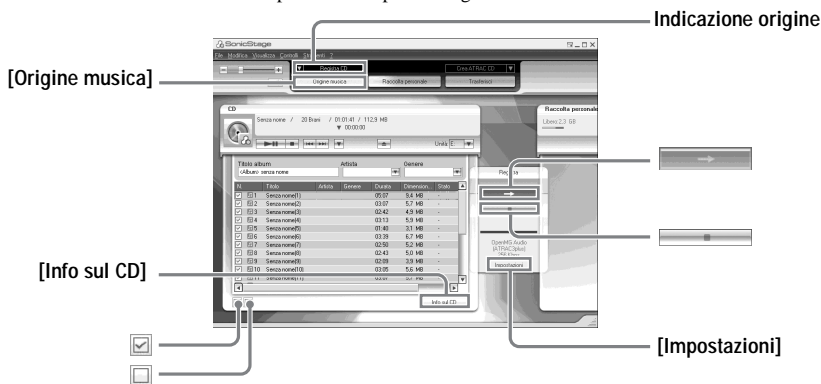 Indicazione origine
SonicStage
File Modifica Visualizza Controlli Strumenti ?
Registra CD
Crea ATRAC CD
[Origine musica]
Origine musica
Raccolta personale
Trasferisci
CD
Raccolta personale
Senza nome / 20 Brani / 01:01:41 / 112,9 MB
Libero:2.3 GB
00:00:00
Unità: E:
Titolo album Artista Genere
<Album> senza nome
Registra
N. Titolo Artista Genere Durata Dimension... Stato
1 Senza nome(1) 05:07 9,4 MB -
2 Senza nome(2) 03:07 5,7 MB -
3 Senza nome(3) 02:42 4,9 MB -
4 Senza nome(4) 03:13 5,9 MB -
5 Senza nome(5) 01:40 3,1 MB -
6 Senza nome(6) 03:39 6,7 MB -
7 Senza nome(7) 02:50 5,2 MB -
8 Senza nome(8) 02:43 5,0 MB -
9 Senza nome(9) 02:09 3,9 MB -
10 Senza nome(10) 03:05 5,6 MB -
11 Senza nome(11)
OpenMG Audio
(ATRAC3plus)
Impostazioni
[Info sul CD]
Info sul CD
[Impostazioni]